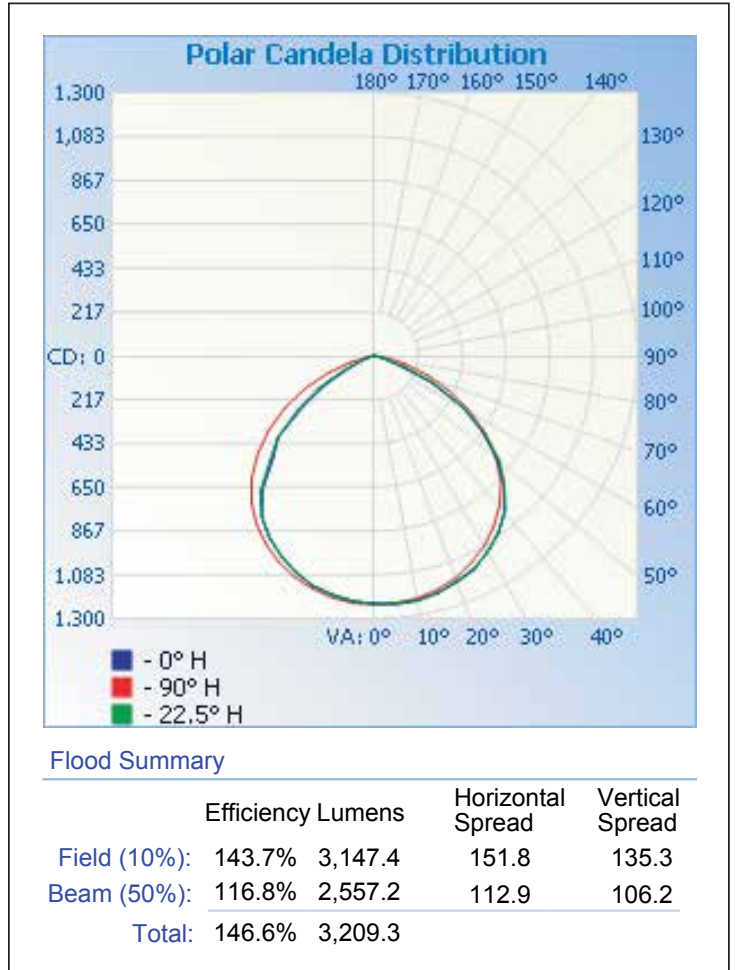 Polar Candela Distribution
180° 170° 160° 150° 140°
1.300
1,083 130°
867
120°
650
110°
433
217 100°
CD: 0 90°
217 80°
433 70°
650 60°
867
1.083 50°
1.300
VA: 0° 10° 20° 30° 40°
- 0° H
- 90° H
- 22.5° H
Flood Summary
Efficiency Lumens Horizontal Spread Vertical Spread
Field (10%): 143.7% 3,147.4 151.8 135.3
Beam (50%): 116.8% 2,557.2 112.9 106.2
Total: 146.6% 3,209.3